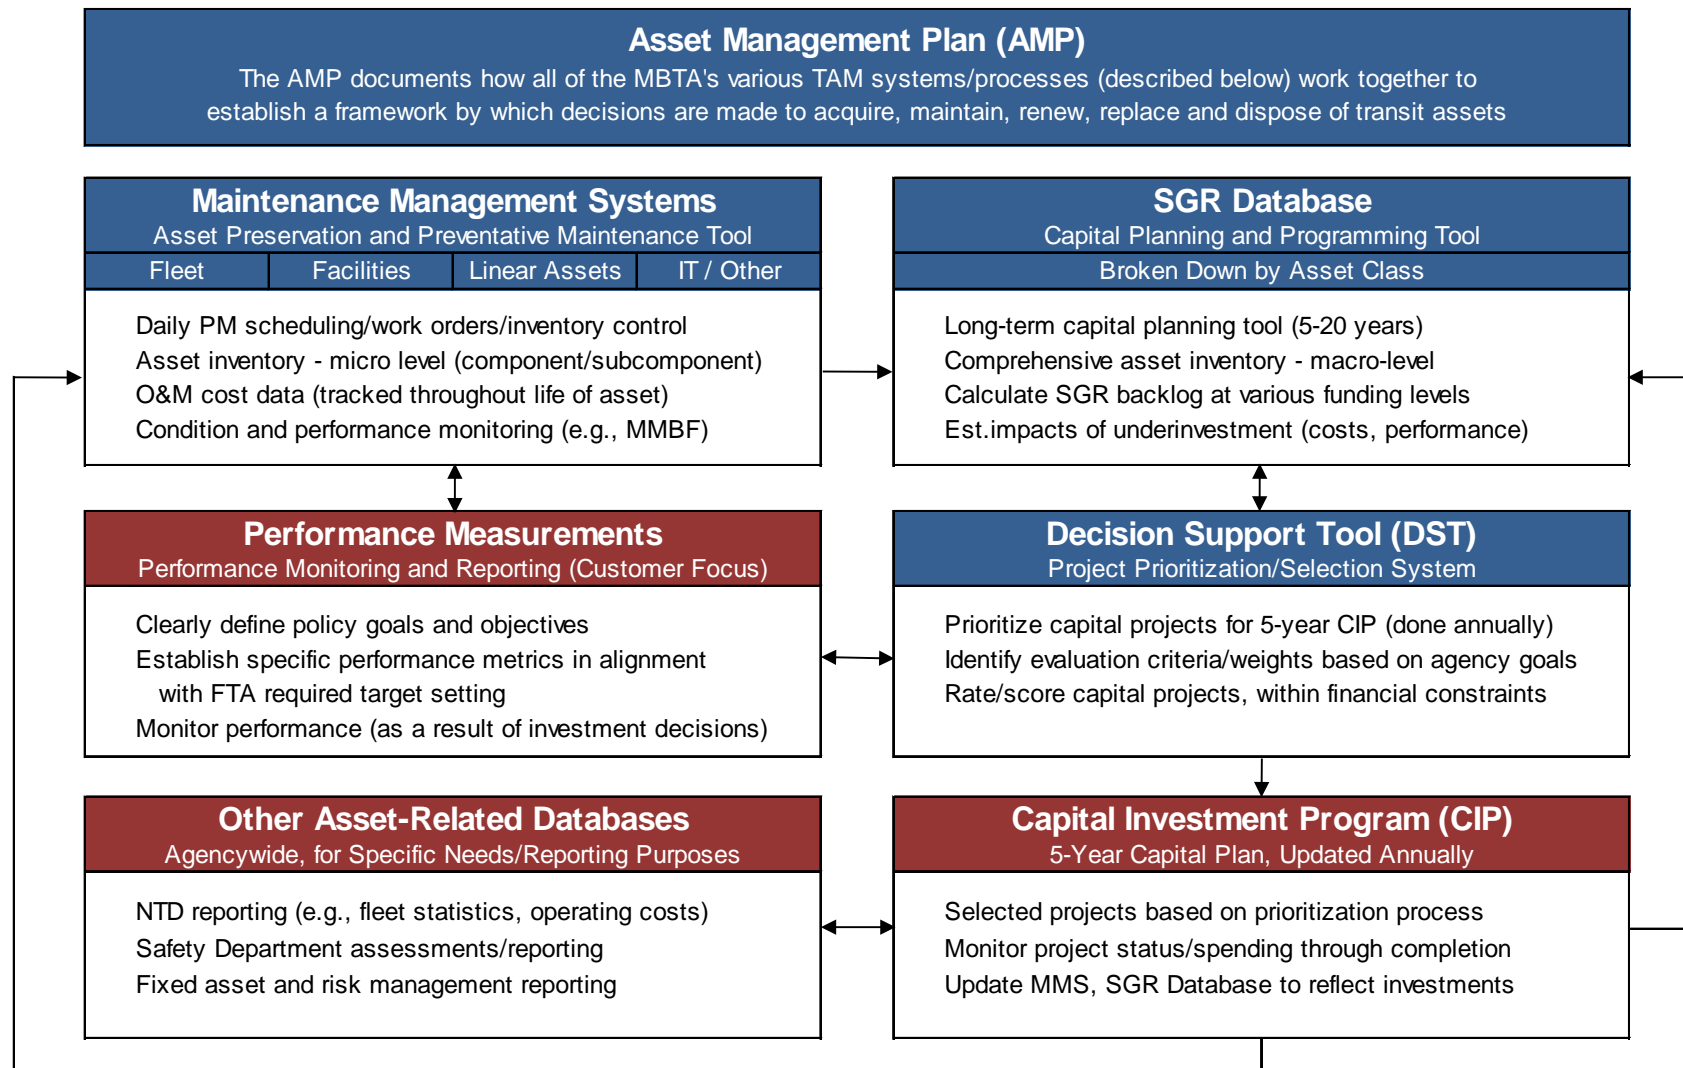 Asset Management Plan (AMP)
The AMP documents how all of the MBTA's various TAM systems/processes (described below) work together to
establish a framework by which decisions are made to acquire, maintain, renew, replace and dispose of transit assets
Maintenance Management Systems
Asset Preservation and Preventative Maintenance Tool
Fleet
Facilities
Linear Assets
IT / Other
Daily PM scheduling/work orders/inventory control
Asset inventory - micro level (component/subcomponent)
O&M cost data (tracked throughout life of asset)
Condition and performance monitoring (e.g., MMBF)
SGR Database
Capital Planning and Programming Tool
Broken Down by Asset Class
Long-term capital planning tool (5-20 years)
Comprehensive asset inventory - macro-level
Calculate SGR backlog at various funding levels
Est.impacts of underinvestment (costs, performance)
Performance Measurements
Performance Monitoring and Reporting (Customer Focus)
Clearly define policy goals and objectives
Establish specific performance metrics in alignment
with FTA required target setting
Monitor performance (as a result of investment decisions)
Decision Support Tool (DST)
Project Prioritization/Selection System
Prioritize capital projects for 5-year CIP (done annually)
Identify evaluation criteria/weights based on agency goals
Rate/score capital projects, within financial constraints
Other Asset-Related Databases
Agencywide, for Specific Needs/Reporting Purposes
NTD reporting (e.g., fleet statistics, operating costs)
Safety Department assessments/reporting
Fixed asset and risk management reporting
Capital Investment Program (CIP)
5-Year Capital Plan, Updated Annually
Selected projects based on prioritization process
Monitor project status/spending through completion
Update MMS, SGR Database to reflect investments